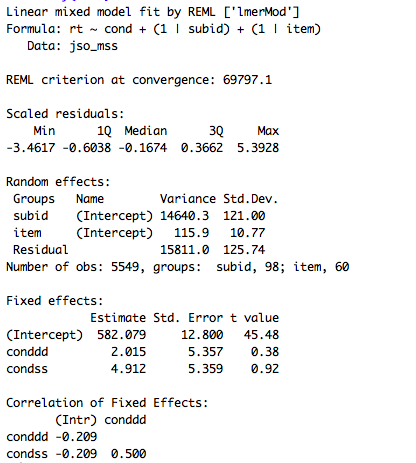 Linear mixed model fit by REML ['lmerMod']
Formula: rt ~ cond + (1 | subid) + (1 | item)
   Data: jso_mss
REML criterion at convergence: 69797.1
Scaled residuals:
    Min      1Q  Median      3Q     Max
-3.4617 -0.6038 -0.1674  0.3662  5.3928
Random effects:
 Groups   Name        Variance Std.Dev.
 subid    (Intercept) 14640.3  121.00
 item     (Intercept)   115.9   10.77
 Residual             15811.0  125.74
Number of obs: 5549, groups:  subid, 98; item, 60
Fixed effects:
            Estimate Std. Error t value
(Intercept)  582.079     12.800   45.48
conddd         2.015      5.357    0.38
condss         4.912      5.359    0.92
Correlation of Fixed Effects:
       (Intr) conddd
conddd -0.209
condss -0.209  0.500